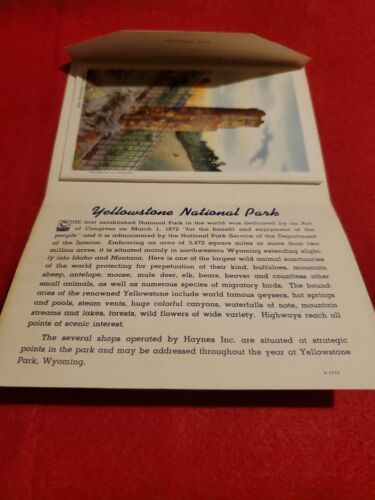 Yellowstone National Park
THE first established National Park in the world was dedicated by an Act
of Congress on March 1, 1872 "for the benefit and enjoyment of the
people" and it is administered by the National Park Service of the Department
of the Interior. Embracing an area of 3,472 square miles or more than two
million acres, it is situated mainly in northwestern Wyoming extending slight-
ly into Idaho and Montana. Here is one of the largest wild animal sanctuaries
of the world protecting for perpetuation of their kind, buffaloes, mountain
sheep, antelope, moose, mule deer, elk, bears, beaver and countless other
small animals, as well as numerous species of migratory birds. The bound-
aries of the renowned Yellowstone include world famous geysers, hot springs
and pools, steam vents, huge colorful canyons, waterfalls of note, mountain
streams and lakes, forests, wild flowers of wide variety. Highways reach all
points of scenic interest.
The several shops operated by Haynes Inc. are situated at strategic
points in the park and may be addressed throughout the year at Yellowstone
Park, Wyoming.